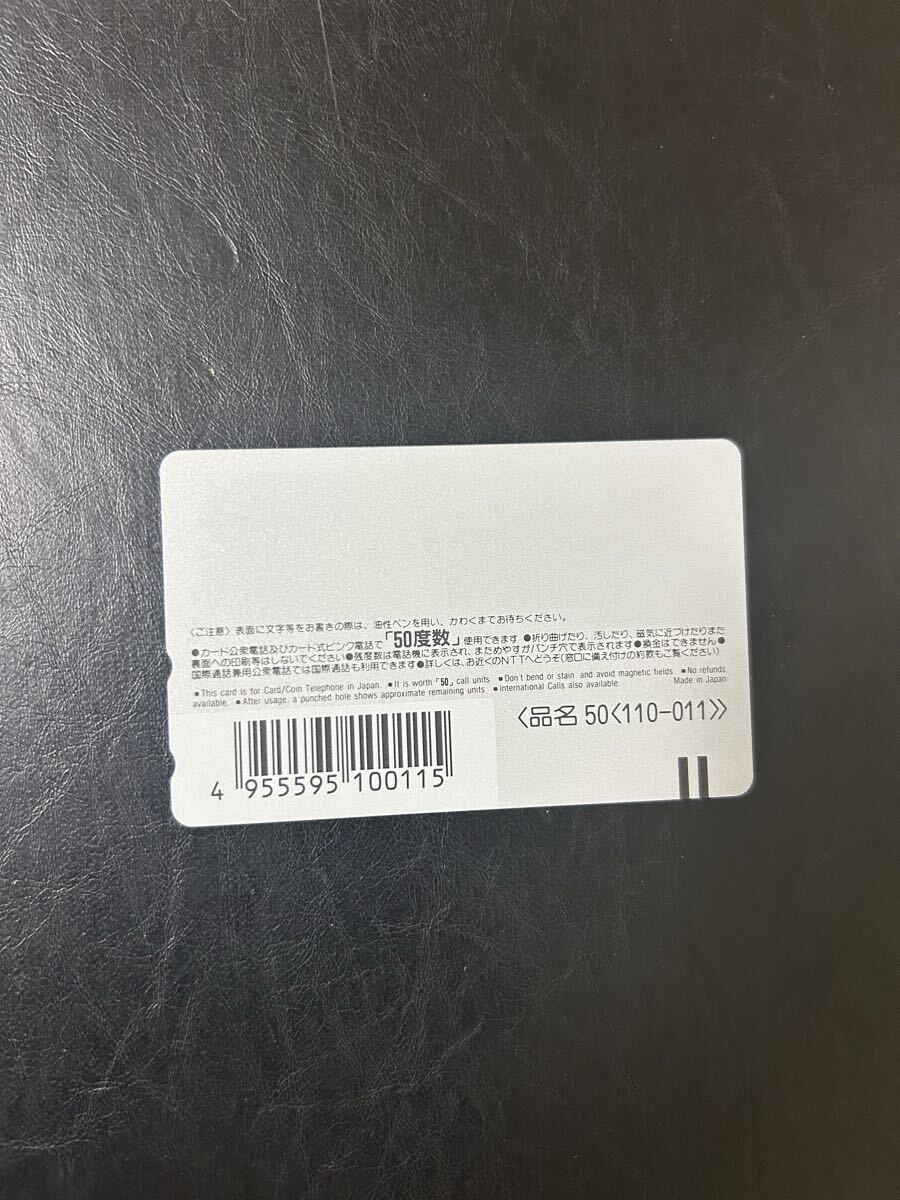 〈ご注意〉表面に文字等をお書きの際は、油性ペンを用い、かわくまでお待ちください。
●カード公衆電話及びカード式ピンク電話で「50度数」使用できます ●折り曲げたり、汚したり、磁気に近づけたりまた
裏面への印刷等はしないでください●残度数は電話機に表示され、まためやすがパンチ穴で表示されます●換金はできません●
国際通話兼用公衆電話では国際通話も利用できます●詳しくは、お近くのNTTへどうぞ(窓口に備え付けの約款もご覧ください)
■This card is for Card/Coin Telephone in Japan. ■It is worth「50」call units ■Don't bend or stain and avoid magnetic fields. ■No refunds
available. ■After usage, a punched hole shows approximate remaining units ■International Calls also available. Made in Japan
〈品名 50〈110-011〉〉
4 955595 100115